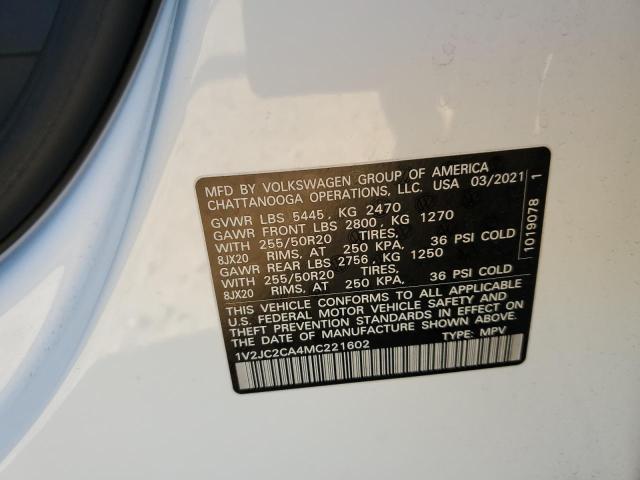 MFD BY VOLKSWAGEN GROUP OF AMERICA
CHATTANOOGA OPERATIONS, LLC. USA 03/2021
GVWR LBS 5445, KG 2470
GAWR FRONT LBS 2800, KG 1270
WITH 255/50R20 TIRES,
8JX20 RIMS, AT 250 KPA, 36 PSI COLD
GAWR REAR LBS 2756, KG 1250
WITH 255/50R20 TIRES,
8JX20 RIMS, AT 250 KPA, 36 PSI COLD
THIS VEHICLE CONFORMS TO ALL APPLICABLE
U.S. FEDERAL MOTOR VEHICLE SAFETY AND
THEFT PREVENTION STANDARDS IN EFFECT ON
THE DATE OF MANUFACTURE SHOWN ABOVE.
1V2JC2CA4MC221602 TYPE: MPV
1019078 1